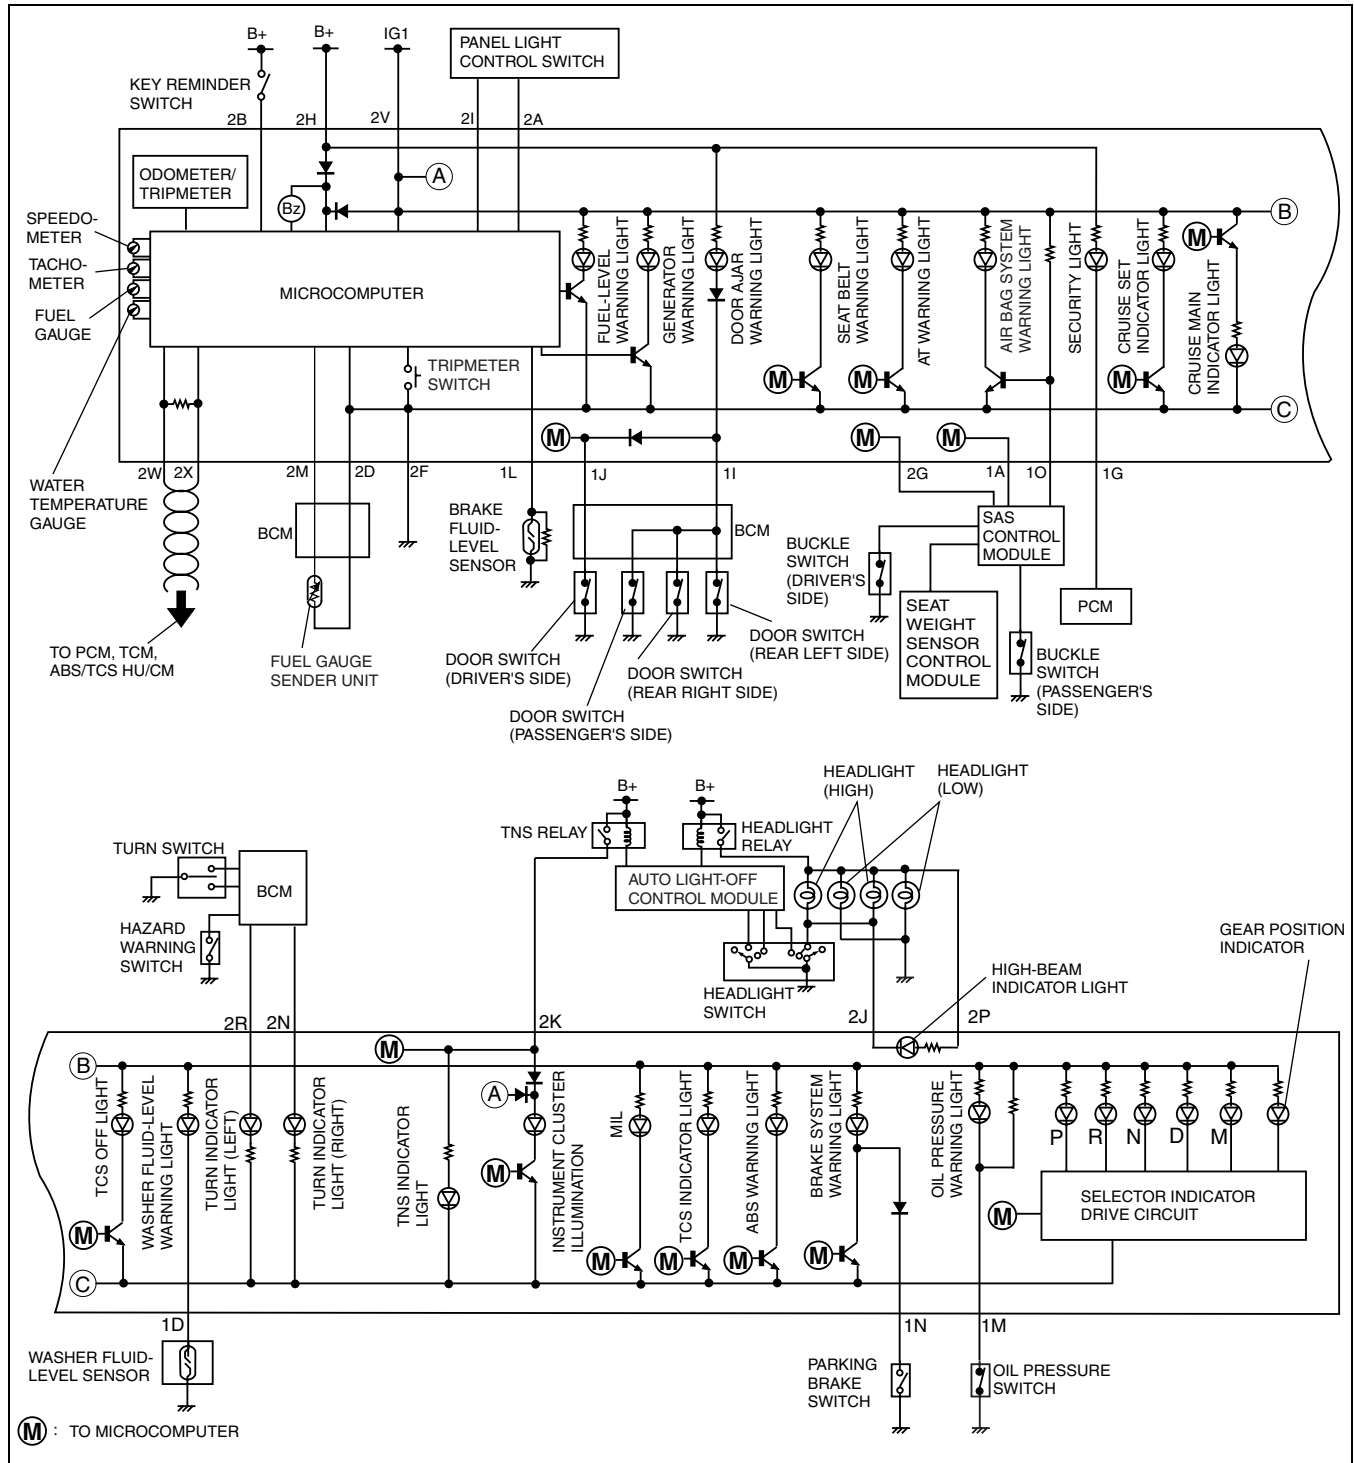 B+
B+
IG1
PANEL LIGHT
CONTROL SWITCH
KEY REMINDER
SWITCH
2B
2H
2V
2I
2A
ODOMETER/
TRIPMETER
A
Bz
B
SPEEDO-
METER
TACHO-
METER
FUEL
GAUGE
MICROCOMPUTER
FUEL-LEVEL
WARNING LIGHT
GENERATOR
WARNING LIGHT
DOOR AJAR
WARNING LIGHT
SEAT BELT
WARNING LIGHT
AT WARNING LIGHT
AIR BAG SYSTEM
WARNING LIGHT
SECURITY LIGHT
CRUISE SET
INDICATOR LIGHT
M
CRUISE MAIN
INDICATOR LIGHT
TRIPMETER
SWITCH
M
M
M
C
M
M
M
WATER
TEMPERATURE
GAUGE
2W
2X
2M
2D
2F
1L
1J
1I
2G
1A
1O
1G
BCM
BRAKE
FLUID-
LEVEL
SENSOR
BCM
BUCKLE
SWITCH
(DRIVER'S
SIDE)
SAS
CONTROL
MODULE
SEAT
WEIGHT
SENSOR
CONTROL
MODULE
PCM
TO PCM, TCM,
ABS/TCS HU/CM
FUEL GAUGE
SENDER UNIT
DOOR SWITCH
(DRIVER'S SIDE)
DOOR SWITCH
(REAR LEFT SIDE)
DOOR SWITCH
(REAR RIGHT SIDE)
DOOR SWITCH
(PASSENGER'S SIDE)
BUCKLE
SWITCH
(PASSENGER'S
SIDE)
B+
B+
HEADLIGHT
(HIGH)
HEADLIGHT
(LOW)
TNS RELAY
HEADLIGHT
RELAY
TURN SWITCH
BCM
AUTO LIGHT-OFF
CONTROL MODULE
HAZARD
WARNING
SWITCH
HEADLIGHT
SWITCH
HIGH-BEAM
INDICATOR LIGHT
GEAR POSITION
INDICATOR
2R
2N
2K
2J
2P
M
B
A
TCS OFF LIGHT
WASHER FLUID-LEVEL
WARNING LIGHT
TURN INDICATOR
LIGHT (LEFT)
TURN INDICATOR
LIGHT (RIGHT)
TNS INDICATOR
LIGHT
INSTRUMENT CLUSTER
ILLUMINATION
MIL
TCS INDICATOR LIGHT
ABS WARNING LIGHT
BRAKE SYSTEM
WARNING LIGHT
OIL PRESSURE
WARNING LIGHT
P
R
N
D
M
SELECTOR INDICATOR
DRIVE CIRCUIT
M
M
M
M
M
M
M
C
1D
1N
1M
WASHER FLUID-
LEVEL SENSOR
PARKING
BRAKE
SWITCH
OIL PRESSURE
SWITCH
M : TO MICROCOMPUTER